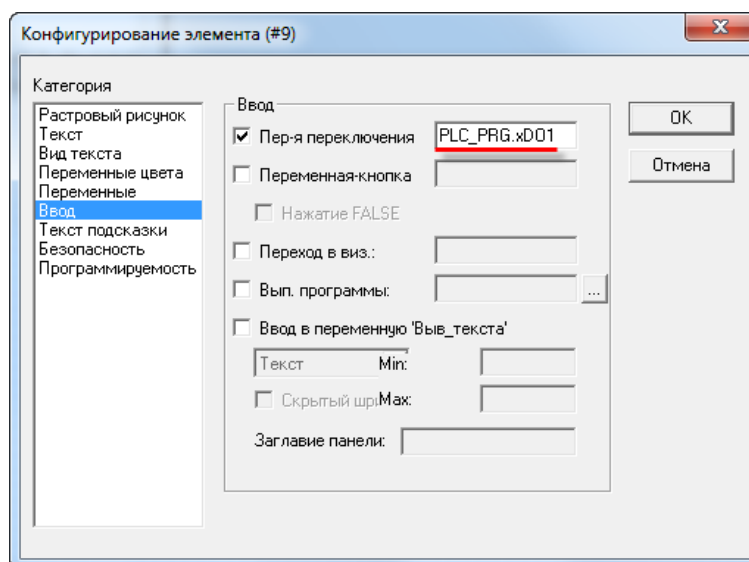 Конфигурирование элемента (#9)
Категория
Растровый рисунок
Текст
Вид текста
Переменные цвета
Переменные
Ввод
Текст подсказки
Безопасность
Программируемость
Ввод
Пер-я переключения PLC_PRG.xDO1
Переменная-кнопка
Нажатие FALSE
Переход в виз.:
Вып. программы: ...
Ввод в переменную 'Выв_текста'
Текст Min:
Скрытый шри Max:
Заглавие панели:
OK
Отмена